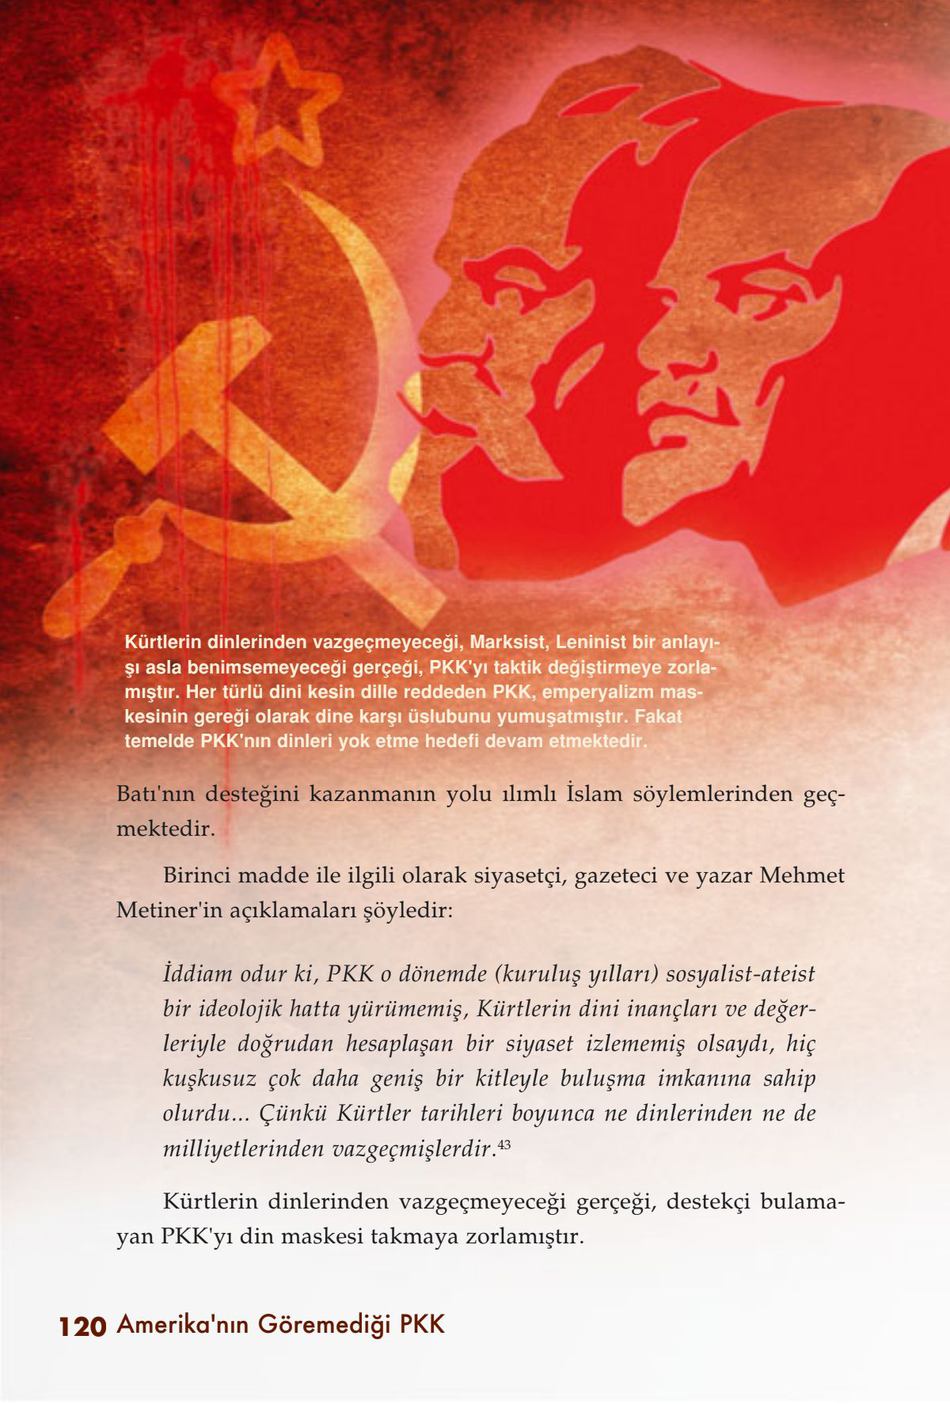 Kürtlerin dinlerinden vazgeçmeyeceği, Marksist, Leninist bir anlayı-
şı asla benimsemeyeceği gerçeği, PKK'yı taktik değiştirmeye zorla-
mıştır. Her türlü dini kesin dille reddeden PKK, emperyalizm mas-
kesinin gereği olarak dine karşı üslubunu yumuşatmıştır. Fakat
temelde PKK'nın dinleri yok etme hedefi devam etmektedir.
Batı'nın desteğini kazanmanın yolu ılımlı İslam söylemlerinden geç-
mektedir.
Birinci madde ile ilgili olarak siyasetçi, gazeteci ve yazar Mehmet
Metiner'in açıklamaları şöyledir:
İddiam odur ki, PKK o dönemde (kuruluş yılları) sosyalist-ateist
bir ideolojik hatta yürümemiş, Kürtlerin dini inançları ve değer-
leriyle doğrudan hesaplaşan bir siyaset izlememiş olsaydı, hiç
kuşkusuz çok daha geniş bir kitleyle buluşma imkanına sahip
olurdu... Çünkü Kürtler tarihleri boyunca ne dinlerinden ne de
milliyetlerinden vazgeçmişlerdir.43
Kürtlerin dinlerinden vazgeçmeyeceği gerçeği, destekçi bulama-
yan PKK'yı din maskesi takmaya zorlamıştır.
120 Amerika'nın Göremediği PKK